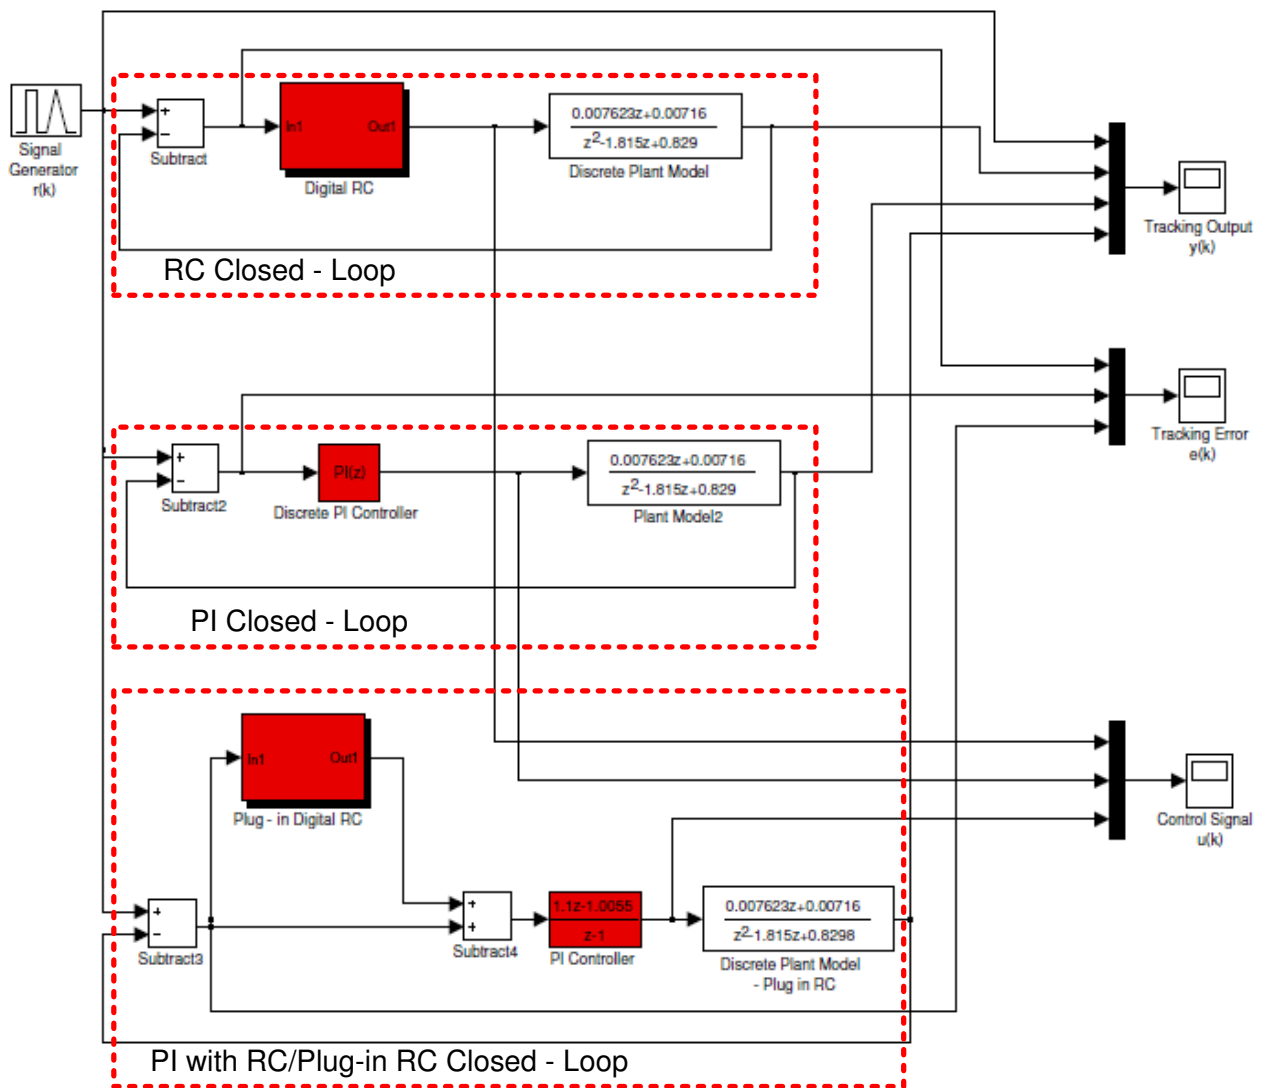 Signal
Generator
r(k)
+
−
Subtract
In1
Out1
Digital RC
0.007623z+0.00716
z²-1.815z+0.829
Discrete Plant Model
RC Closed - Loop
Tracking Output
y(k)
+
−
Subtract2
PI(z)
Discrete PI Controller
0.007623z+0.00716
z²-1.815z+0.829
Plant Model2
PI Closed - Loop
Tracking Error
e(k)
In1
Out1
Plug - in Digital RC
Control Signal
u(k)
+
−
Subtract3
+
+
Subtract4
1.1z-1.0055
z-1
PI Controller
0.007623z+0.00716
z²-1.815z+0.8298
Discrete Plant Model
- Plug in RC
PI with RC/Plug-in RC Closed - Loop